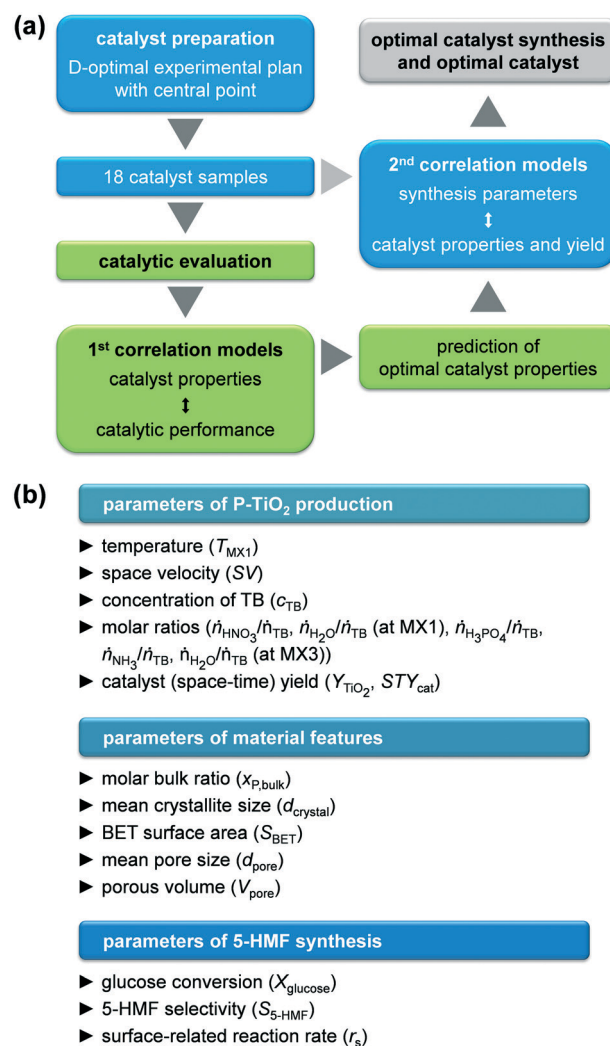 (a)
catalyst preparation
D-optimal experimental plan
with central point
18 catalyst samples
catalytic evaluation
1st correlation models
catalyst properties
catalytic performance
optimal catalyst synthesis
and optimal catalyst
2nd correlation models
synthesis parameters
catalyst properties and yield
prediction of
optimal catalyst properties
(b)
parameters of P-TiO2 production
► temperature (TMX1)
► space velocity (SV)
► concentration of TB (cTB)
► molar ratios (ṅHNO3/ṅTB, ṅH2O/ṅTB (at MX1), ṅH3PO4/ṅTB,
ṅNH3/ṅTB, ṅH2O/ṅTB (at MX3))
► catalyst (space-time) yield (YTiO2, STYcat)
parameters of material features
► molar bulk ratio (xP,bulk)
► mean crystallite size (dcrystal)
► BET surface area (SBET)
► mean pore size (dpore)
► porous volume (Vpore)
parameters of 5-HMF synthesis
► glucose conversion (Xglucose)
► 5-HMF selectivity (S5-HMF)
► surface-related reaction rate (rs)